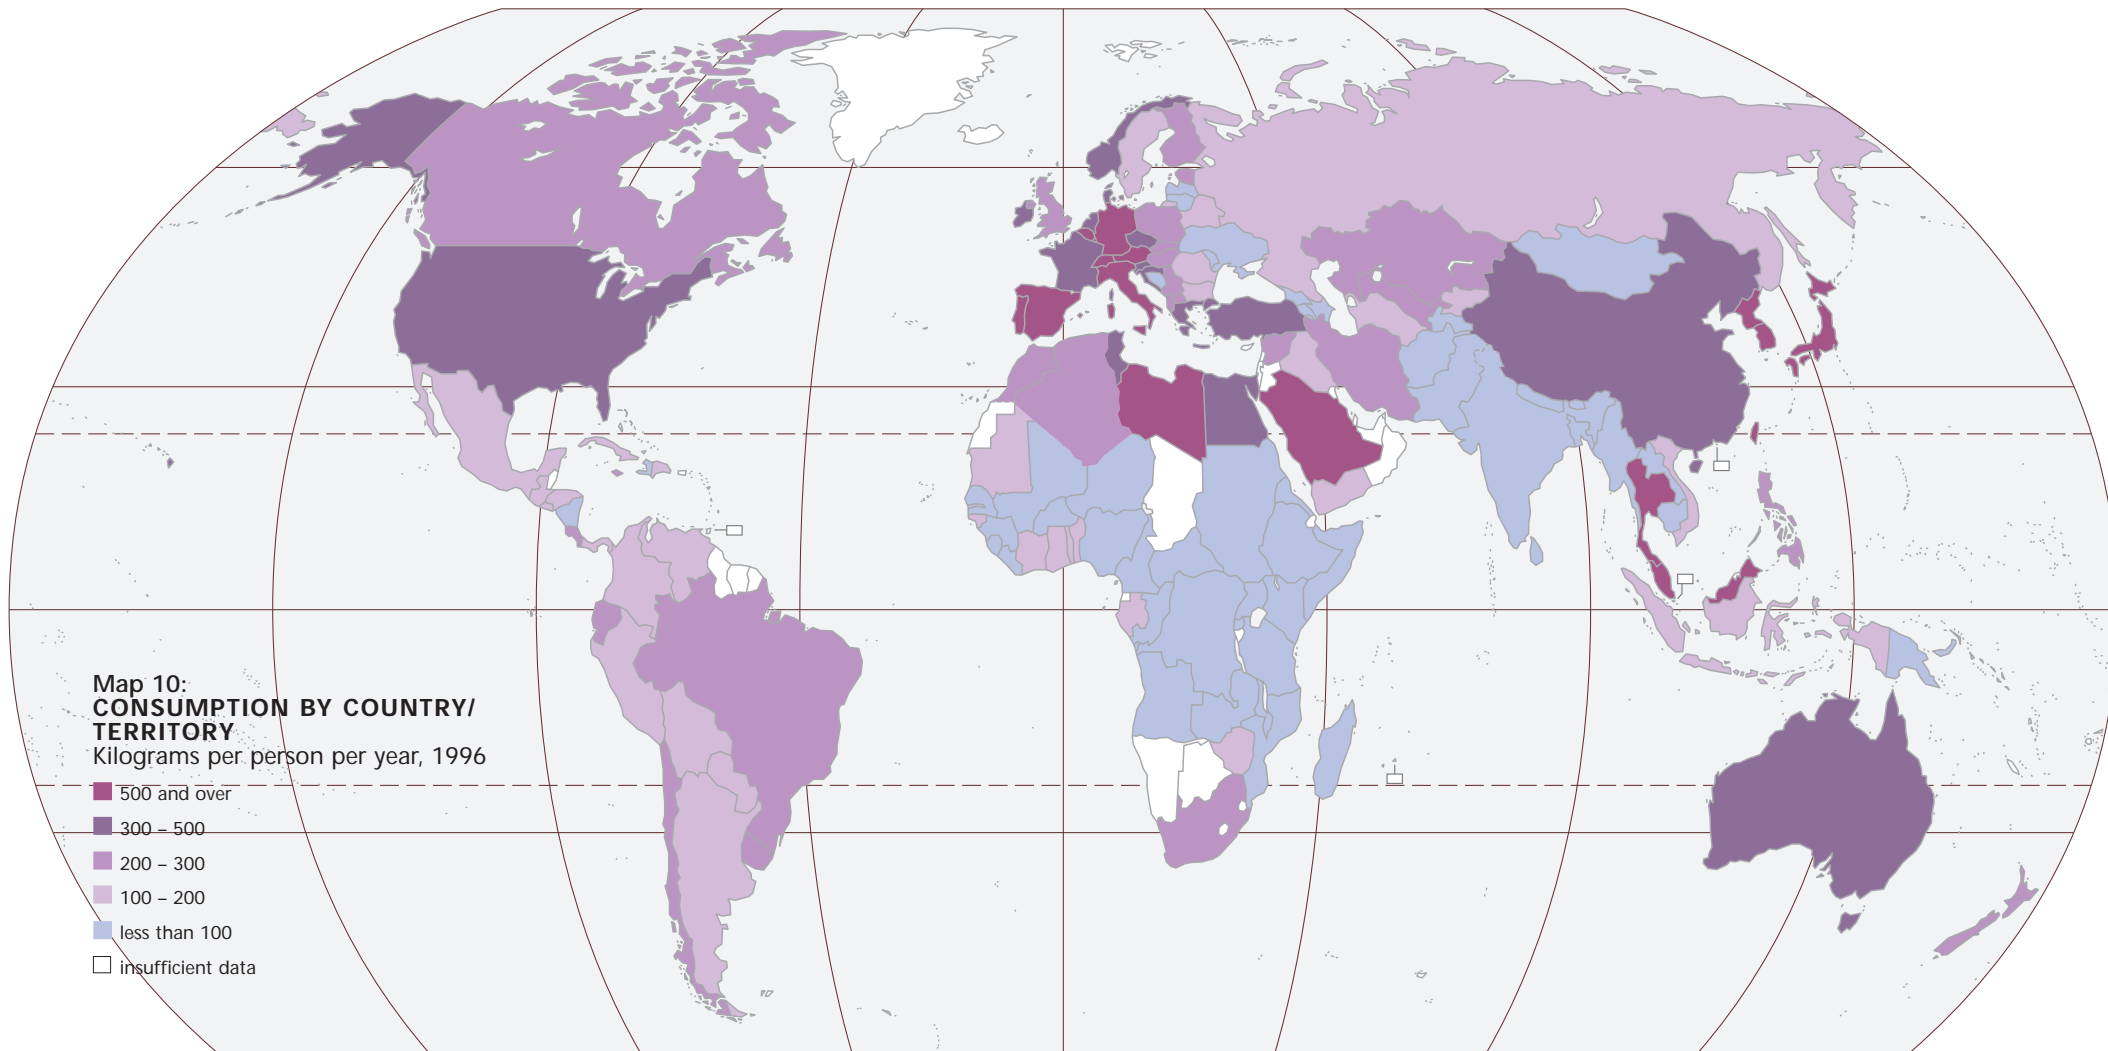 Map 10:
CONSUMPTION BY COUNTRY/
TERRITORY
Kilograms per person per year, 1996
500 and over
300 – 500
200 – 300
100 – 200
less than 100
insufficient data